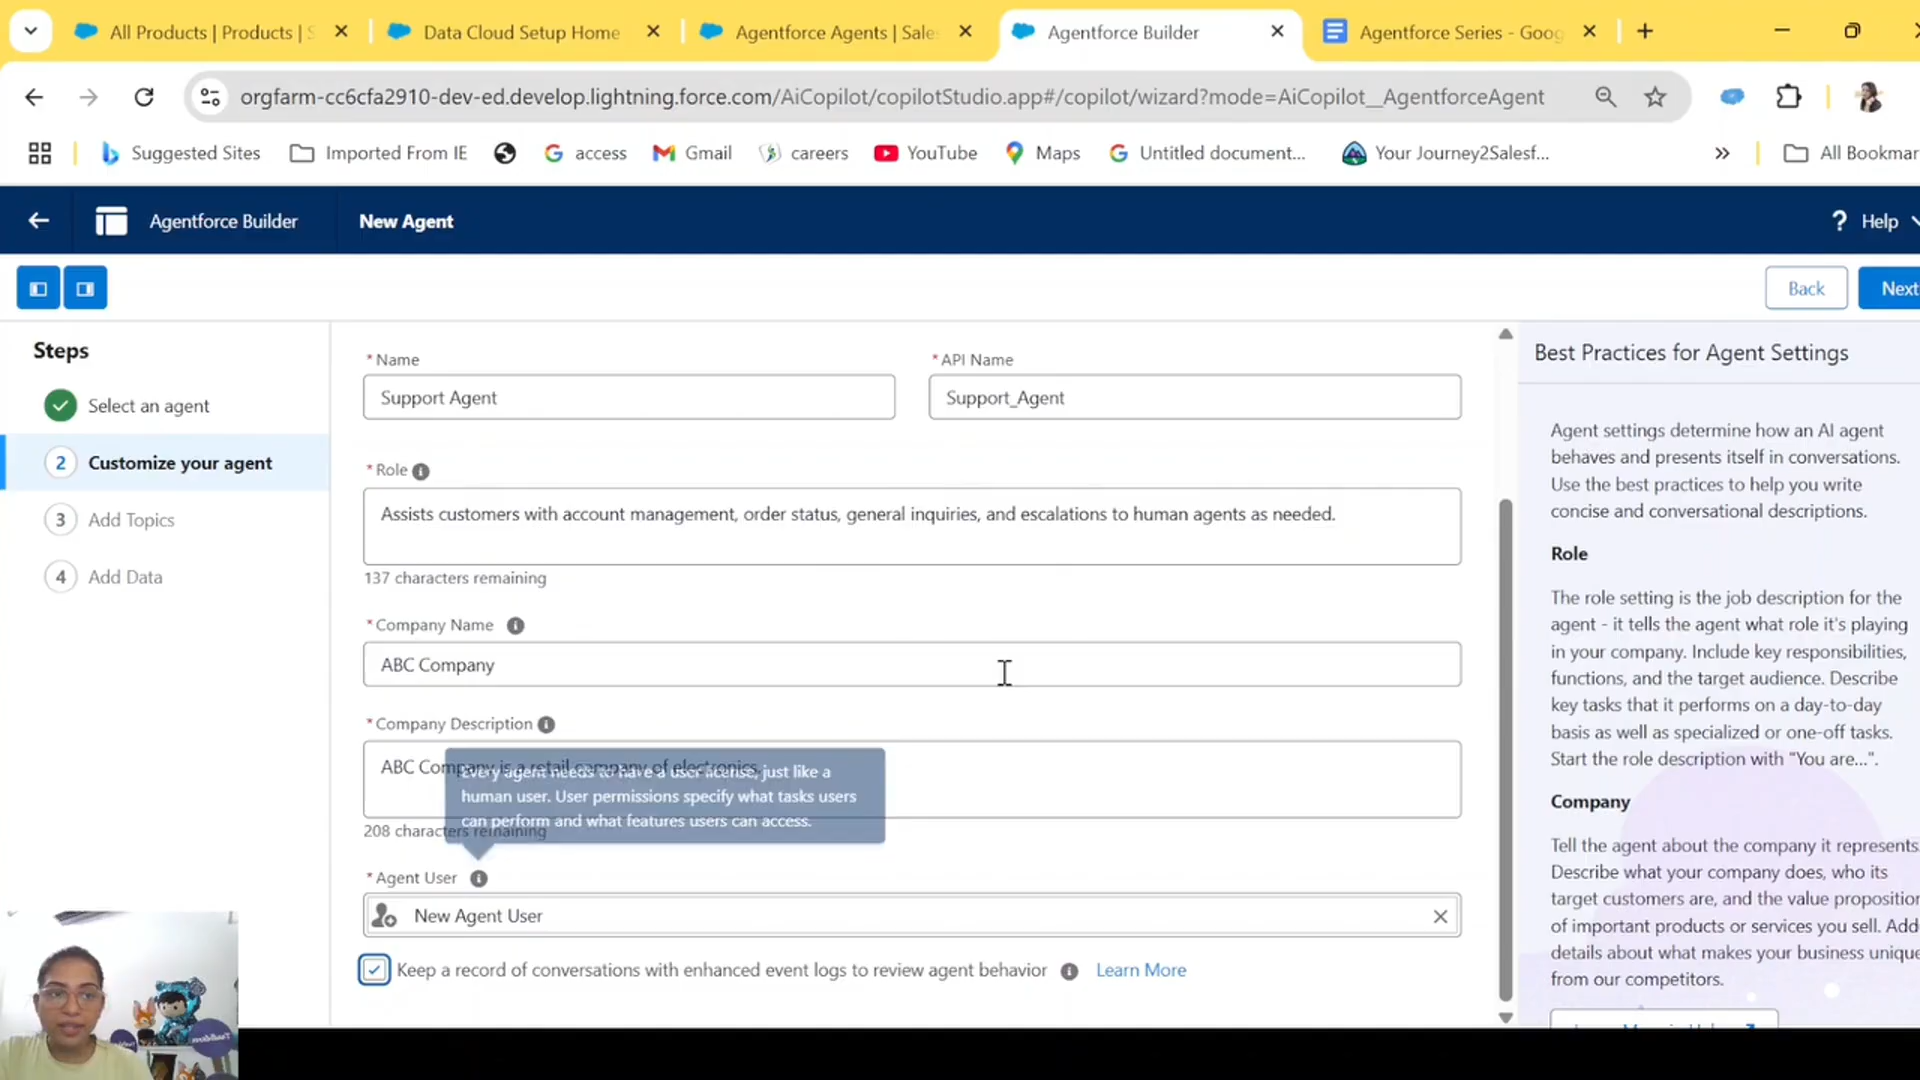 All Products | Products | S
Data Cloud Setup Home
Agentforce Agents | Sale
Agentforce Builder
Agentforce Series - Goog
orgfarm-cc6cfa2910-dev-ed.develop.lightning.force.com/AiCopilot/copilotStudio.app#/copilot/wizard?mode=AiCopilot__AgentforceAgent
Suggested Sites
Imported From IE
access
Gmail
careers
YouTube
Maps
Untitled document...
Your Journey2Salesf...
All Bookmar
Agentforce Builder
New Agent
Help
Back
Next
Steps
Select an agent
2 Customize your agent
3 Add Topics
4 Add Data
*Name
Support Agent
*API Name
Support_Agent
*Role
Assists customers with account management, order status, general inquiries, and escalations to human agents as needed.
137 characters remaining
*Company Name
ABC Company
*Company Description
ABC Company is a retail company of electronics.
Every agent needs to have a user license, just like a
human user. User permissions specify what tasks users
can perform and what features users can access.
208 characters remaining
*Agent User
New Agent User
Keep a record of conversations with enhanced event logs to review agent behavior
Learn More
Best Practices for Agent Settings
Agent settings determine how an AI agent
behaves and presents itself in conversations.
Use the best practices to help you write
concise and conversational descriptions.
Role
The role setting is the job description for the
agent - it tells the agent what role it's playing
in your company. Include key responsibilities,
functions, and the target audience. Describe
key tasks that it performs on a day-to-day
basis as well as specialized or one-off tasks.
Start the role description with "You are...".
Company
Tell the agent about the company it represents.
Describe what your company does, who its
target customers are, and the value proposition
of important products or services you sell. Add
details about what makes your business unique
from our competitors.